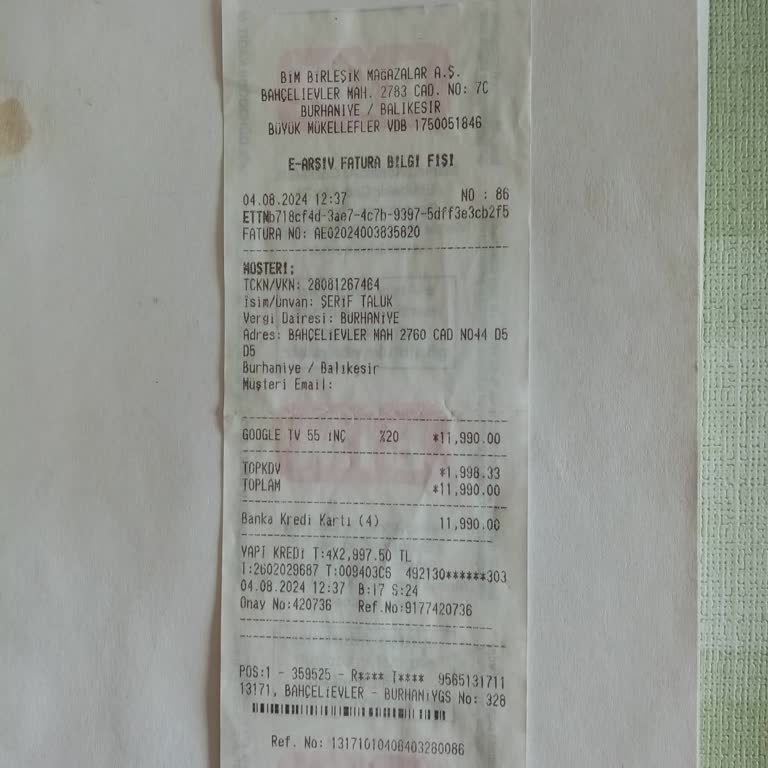 BİM BİRLEŞİK MAĞAZALAR A.Ş.
BAHÇELİEVLER MAH. 2783 CAD. NO: 7C
BURHANİYE / BALIKESİR
BÜYÜK MÜKELLEFLER VDB 1750051846
E-ARŞİV FATURA BİLGİ FİŞİ
04.08.2024 12:37 NO : 86
ETTNb718cf4d-3ae7-4c7b-9397-5dff3e3cb2f5
FATURA NO: AE02024003835820
MÜŞTERİ;
TCKN/VKN: 28081267464
İsim/Ünvan: ŞERİF TALUK
Vergi Dairesi: BURHANİYE
Adres: BAHÇELİEVLER MAH 2760 CAD NO44 D5
D5
Burhaniye / Balıkesir
Müşteri Email:
GOOGLE TV 55 İNÇ %20 *11,990.00
TOPKDV *1,998.33
TOPLAM *11,990.00
Banka Kredi Kartı (4) 11,990.00
YAPI KREDİ T:4X2,997.50 TL
I:2602029687 T:009403C6 492130******303
04.08.2024 12:37 B:17 S:24
Onay No:420736 Ref.No:9177420736
POS:1 - 359525 - R**** T**** 9565131711
13171, BAHÇELİEVLER - BURHANİYGS No: 328
Ref. No: 13171010408403280086